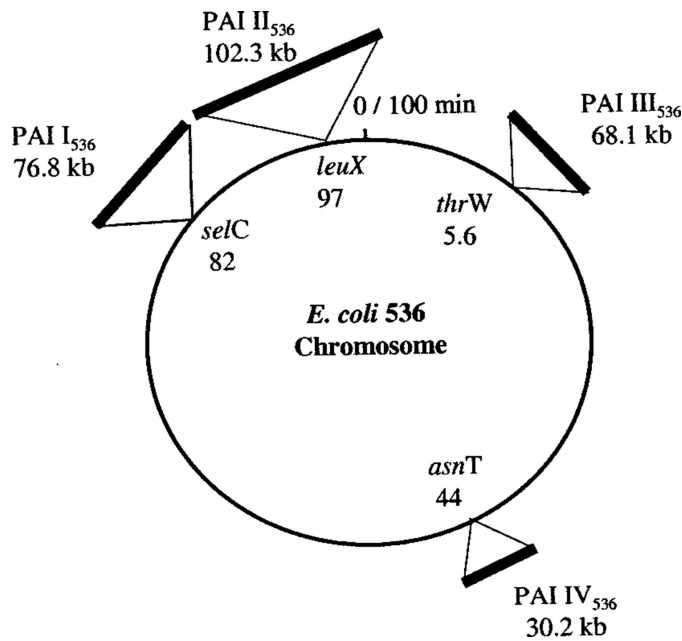 PAI II536
102.3 kb
0 / 100 min
PAI III536
68.1 kb
PAI I536
76.8 kb
leuX
97
thrW
5.6
selC
82
E. coli 536
Chromosome
asnT
44
PAI IV536
30.2 kb